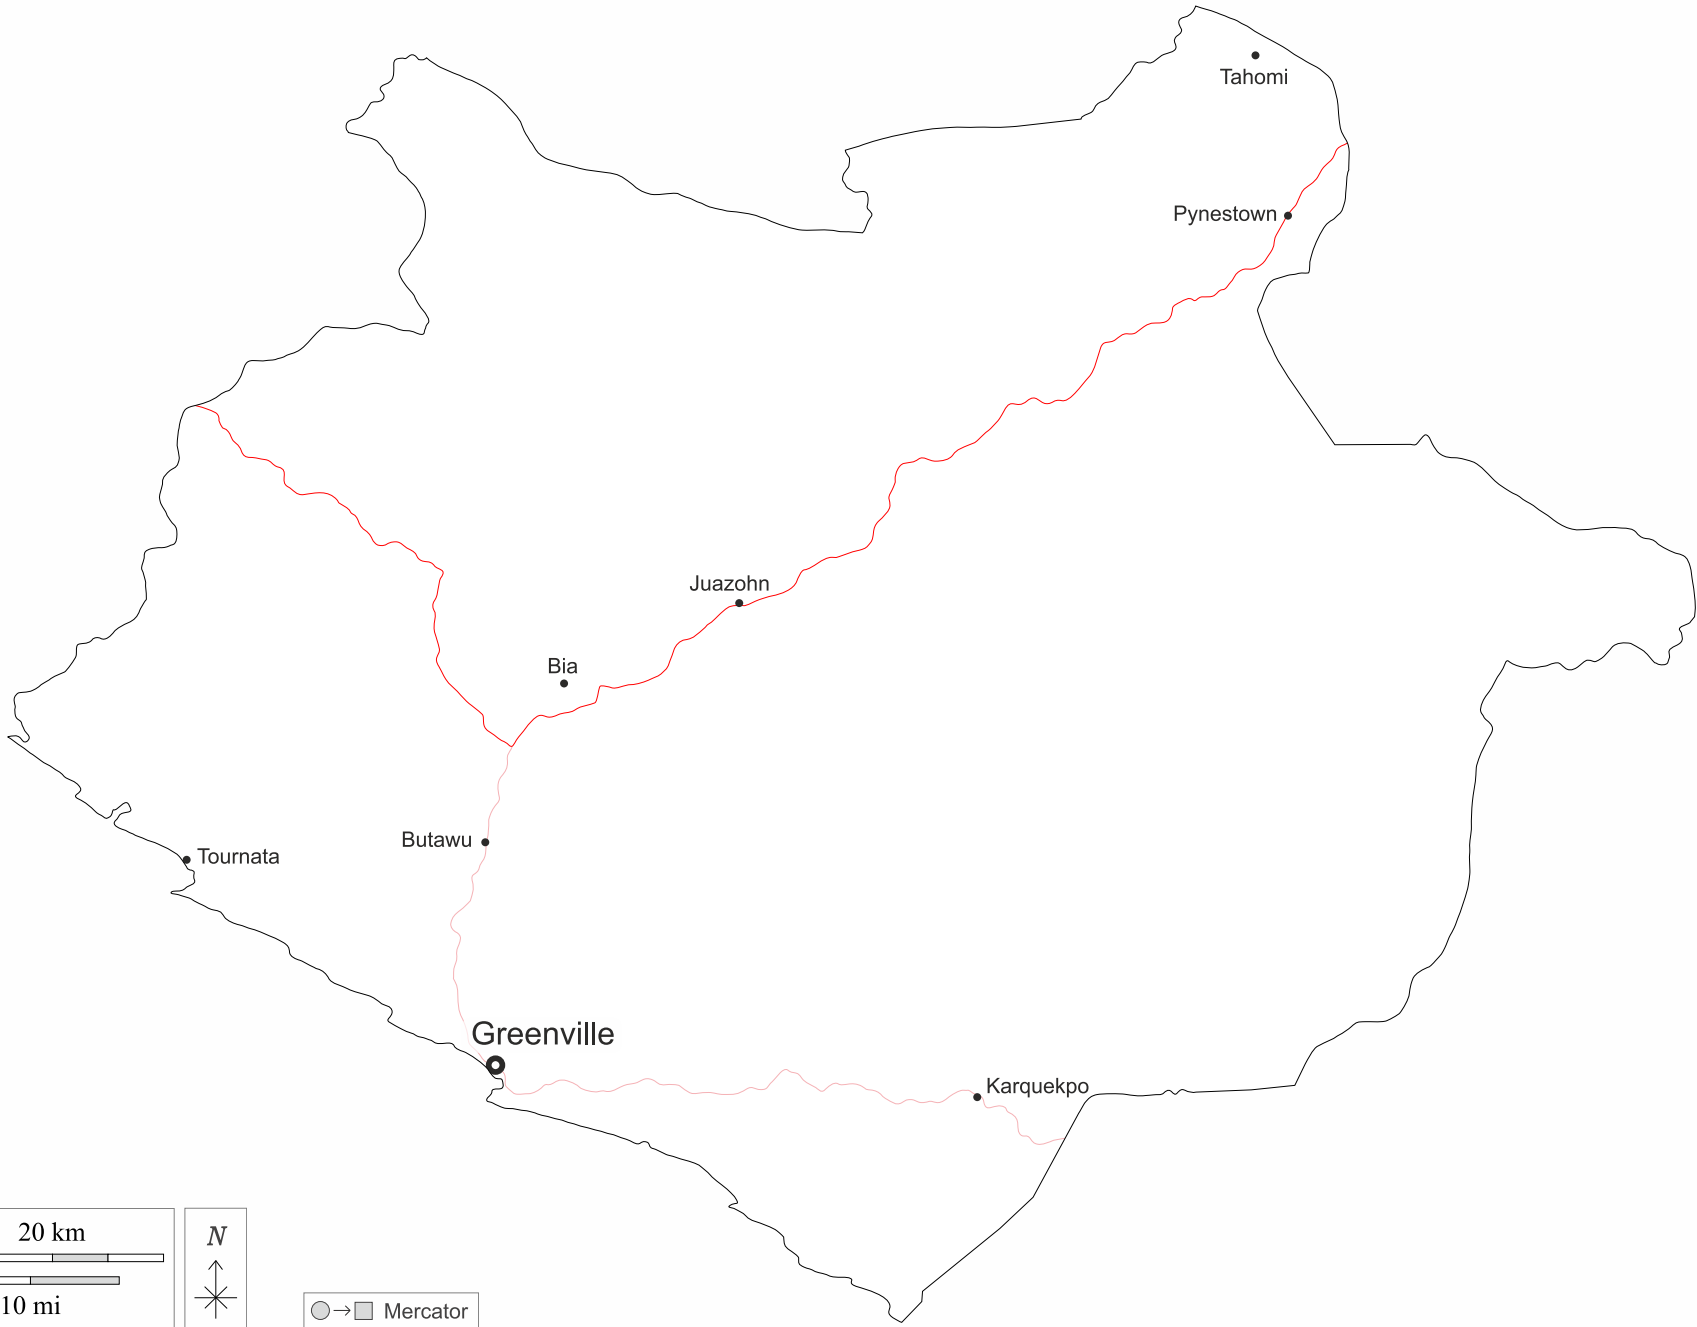 Tahomi
Pynestown
Juazohn
Bia
Butawu
Tournata
Greenville
Karquekpo
20 km
10 mi
N
Mercator